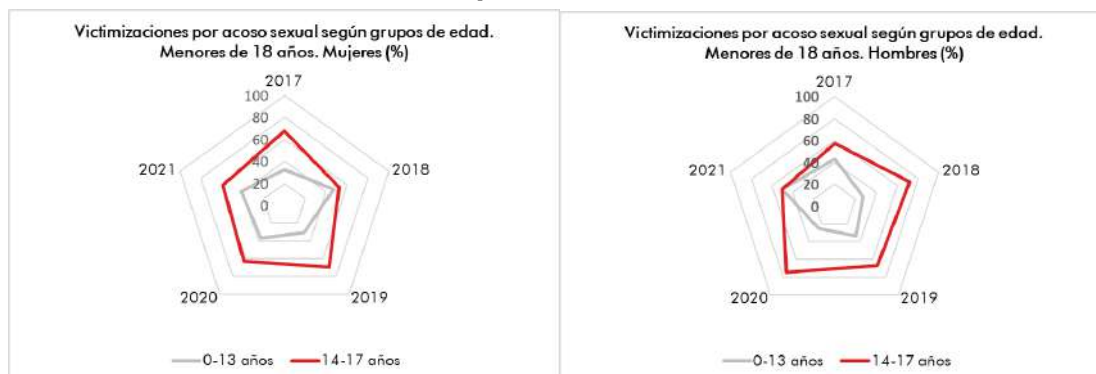 Victimizaciones por acoso sexual según grupos de edad.
Menores de 18 años. Mujeres (%)
2017
100
80
60
40
20
0
2018
2019
2020
2021
0-13 años
14-17 años
Victimizaciones por acoso sexual según grupos de edad.
Menores de 18 años. Hombres (%)
2017
100
80
60
40
20
0
2018
2019
2020
2021
0-13 años
14-17 años